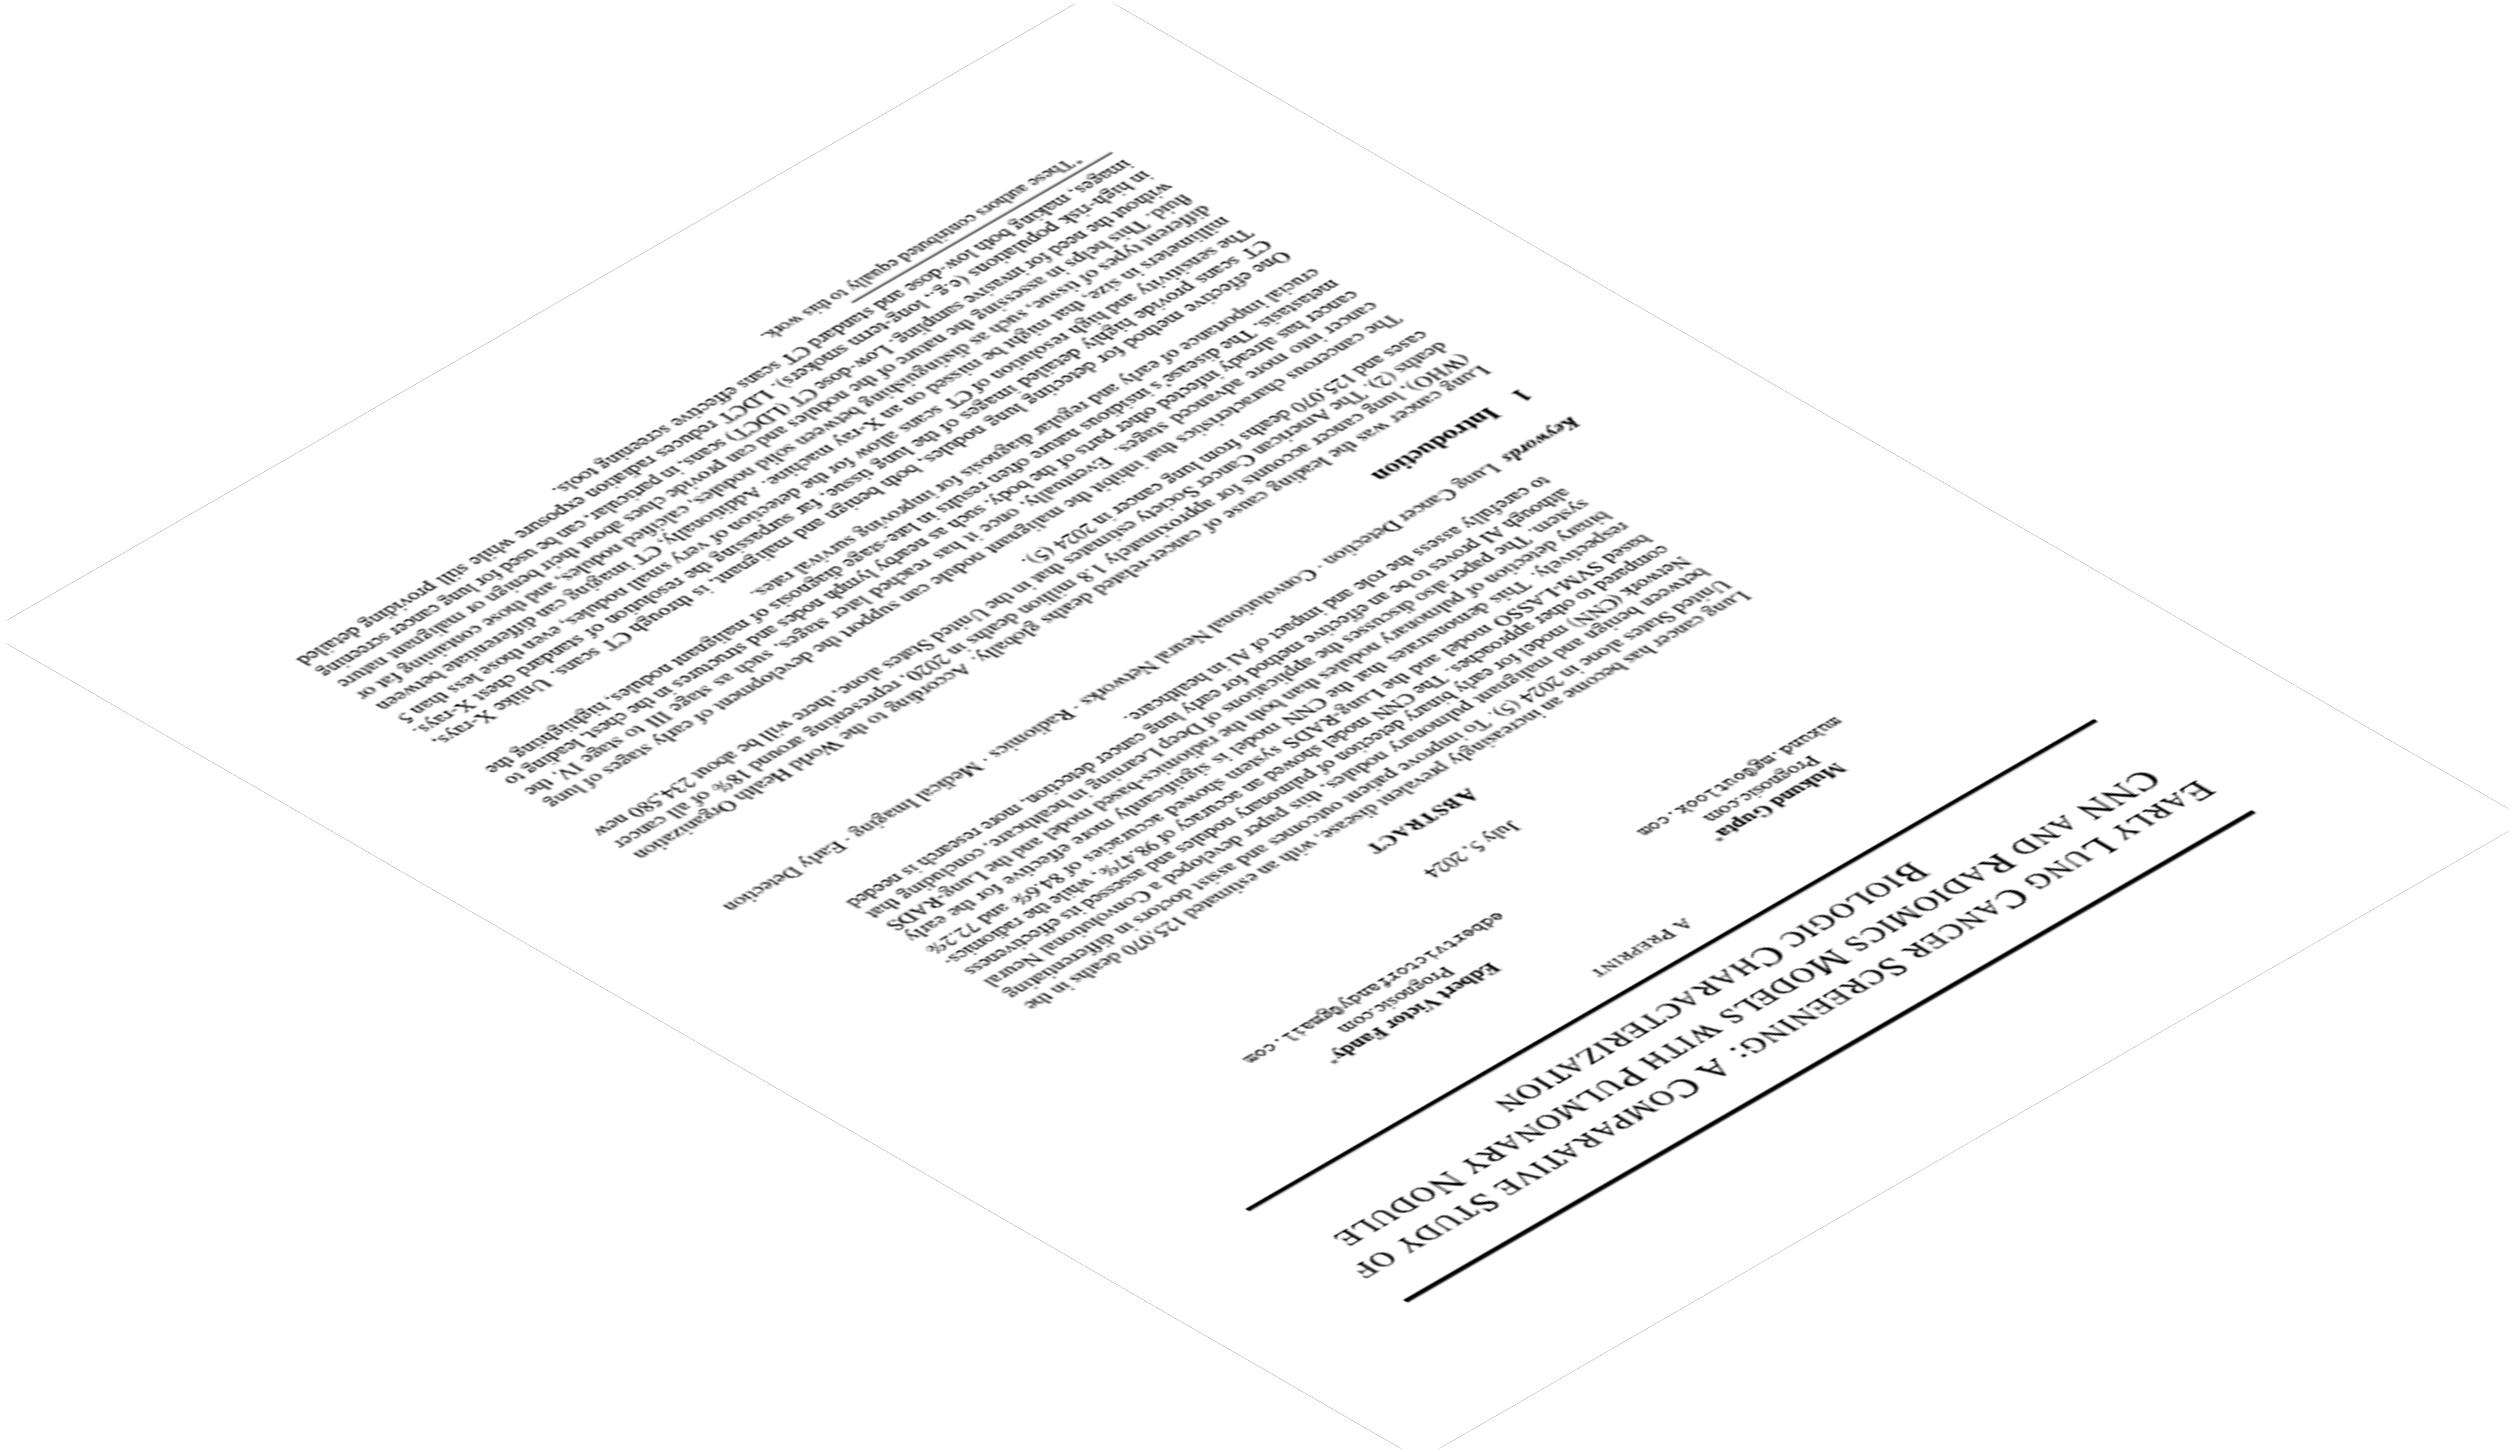 EARLY LUNG CANCER SCREENING: A COMPARATIVE STUDY OF
CNN AND RADIOMICS MODELS WITH PULMONARY NODULE
BIOLOGIC CHARACTERIZATION
A PREPRINT
Mukund Gupta* Edbert Victor Fandy*
Prognosic.com Prognosic.com
mukund.mg@outlook.com edbertvictorfandy@gmail.com
July 5, 2024
ABSTRACT
Lung cancer has become an increasingly prevalent disease, with an estimated 125,070 deaths in the
United States alone in 2024 (5). To improve patient outcomes and assist doctors in differentiating
between benign and malignant pulmonary nodules, this paper developed a Convolutional Neural
Network (CNN) model for early binary detection of pulmonary nodules and assessed its effectiveness
compared to other approaches. The CNN model showed an accuracy of 98.47%, while the radiomics-
based SVM-LASSO model and the Lung-RADS system showed accuracies of 84.6% and 72.2%
respectively. This demonstrates that the CNN model is significantly more effective for the early
binary detection of pulmonary nodules than both the radiomics-based model and the Lung-RADS
system. The paper also discusses the applications of Deep Learning in healthcare, concluding that
although AI proves to be an effective method for early lung cancer detection, more research is needed
to carefully assess the role and impact of AI in healthcare.
Keywords Lung Cancer Detection · Convolutional Neural Networks · Radiomics · Medical Imaging · Early Detection
1 Introduction
Lung cancer was the leading cause of cancer-related deaths globally. According to the World Health Organization
(WHO), lung cancer accounts for approximately 1.8 million deaths in 2020, representing around 18% of all cancer
deaths (2). The American Cancer Society estimates that in the United States alone, there will be about 234,580 new
cases and 125,070 deaths from lung cancer in 2024 (5).
The cancerous characteristics that inhibit the malignant nodule can support the development of early stages of lung
cancer into more advanced stages. Eventually, once it has reached later stages, such as stage III to stage IV, the
cancer has already infected other parts of the body, such as nearby lymph nodes and structures in the chest, leading to
metastasis. The disease's insidious nature often results in late-stage diagnosis of malignant nodules, highlighting the
crucial importance of early and regular diagnosis for improving survival rates.
One effective method for detecting lung nodules, both benign and malignant, is through CT scans. Unlike X-rays,
CT scans provide highly detailed images of the lung tissue, far surpassing the resolution of standard chest X-rays.
The sensitivity and high resolution of CT scans allow for the detection of very small nodules, even those less than 5
millimeters in size, that might be missed on an X-ray machine. Additionally, CT imaging can differentiate between
different types of tissue, such as distinguishing between solid nodules, calcified nodules, and those containing fat or
fluid. This helps in assessing the nature of the nodules and can provide clues about their benign or malignant nature
without the need for invasive sampling. Low-dose CT (LDCT) scans, in particular, can be used for lung cancer screening
in high-risk populations (e.g., long-term smokers). LDCT reduces radiation exposure while still providing detailed
images, making both low-dose and standard CT scans effective screening tools.
*These authors contributed equally to this work.